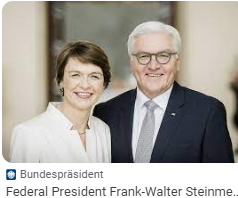 Bundespräsident
Federal President Frank-Walter Steinme...